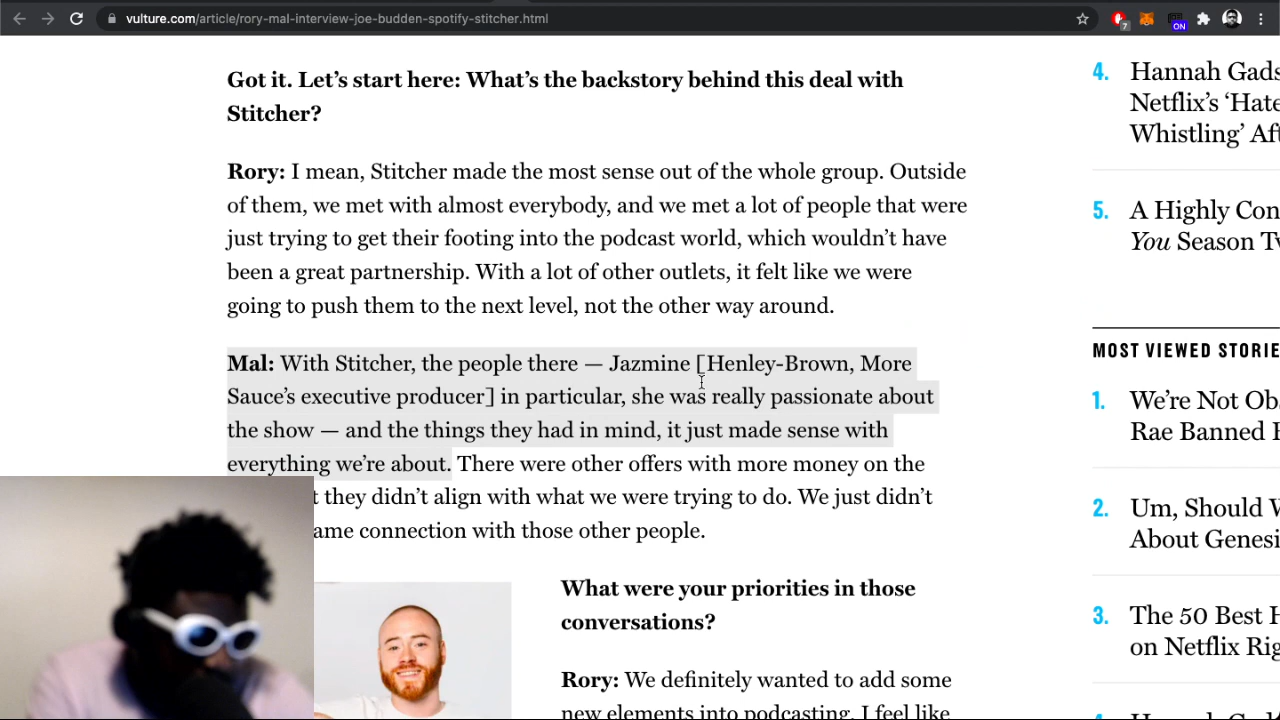 vulture.com/article/rory-mal-interview-joe-budden-spotify-stitcher.html
7
ON
Got it. Let’s start here: What’s the backstory behind this deal with
Stitcher?
Rory: I mean, Stitcher made the most sense out of the whole group. Outside
of them, we met with almost everybody, and we met a lot of people that were
just trying to get their footing into the podcast world, which wouldn’t have
been a great partnership. With a lot of other outlets, it felt like we were
going to push them to the next level, not the other way around.
Mal: With Stitcher, the people there — Jazmine [Henley-Brown, More
Sauce’s executive producer] in particular, she was really passionate about
the show — and the things they had in mind, it just made sense with
everything we’re about. There were other offers with more money on the
t they didn’t align with what we were trying to do. We just didn’t
ame connection with those other people.
What were your priorities in those
conversations?
Rory: We definitely wanted to add some
new elements into podcasting. I feel like
4. Hannah Gads
Netflix’s ‘Hate
Whistling’ Af
5. A Highly Con
You Season T
MOST VIEWED STORIE
1. We’re Not Ob
Rae Banned
2. Um, Should
About Genesi
3. The 50 Best
on Netflix Rig